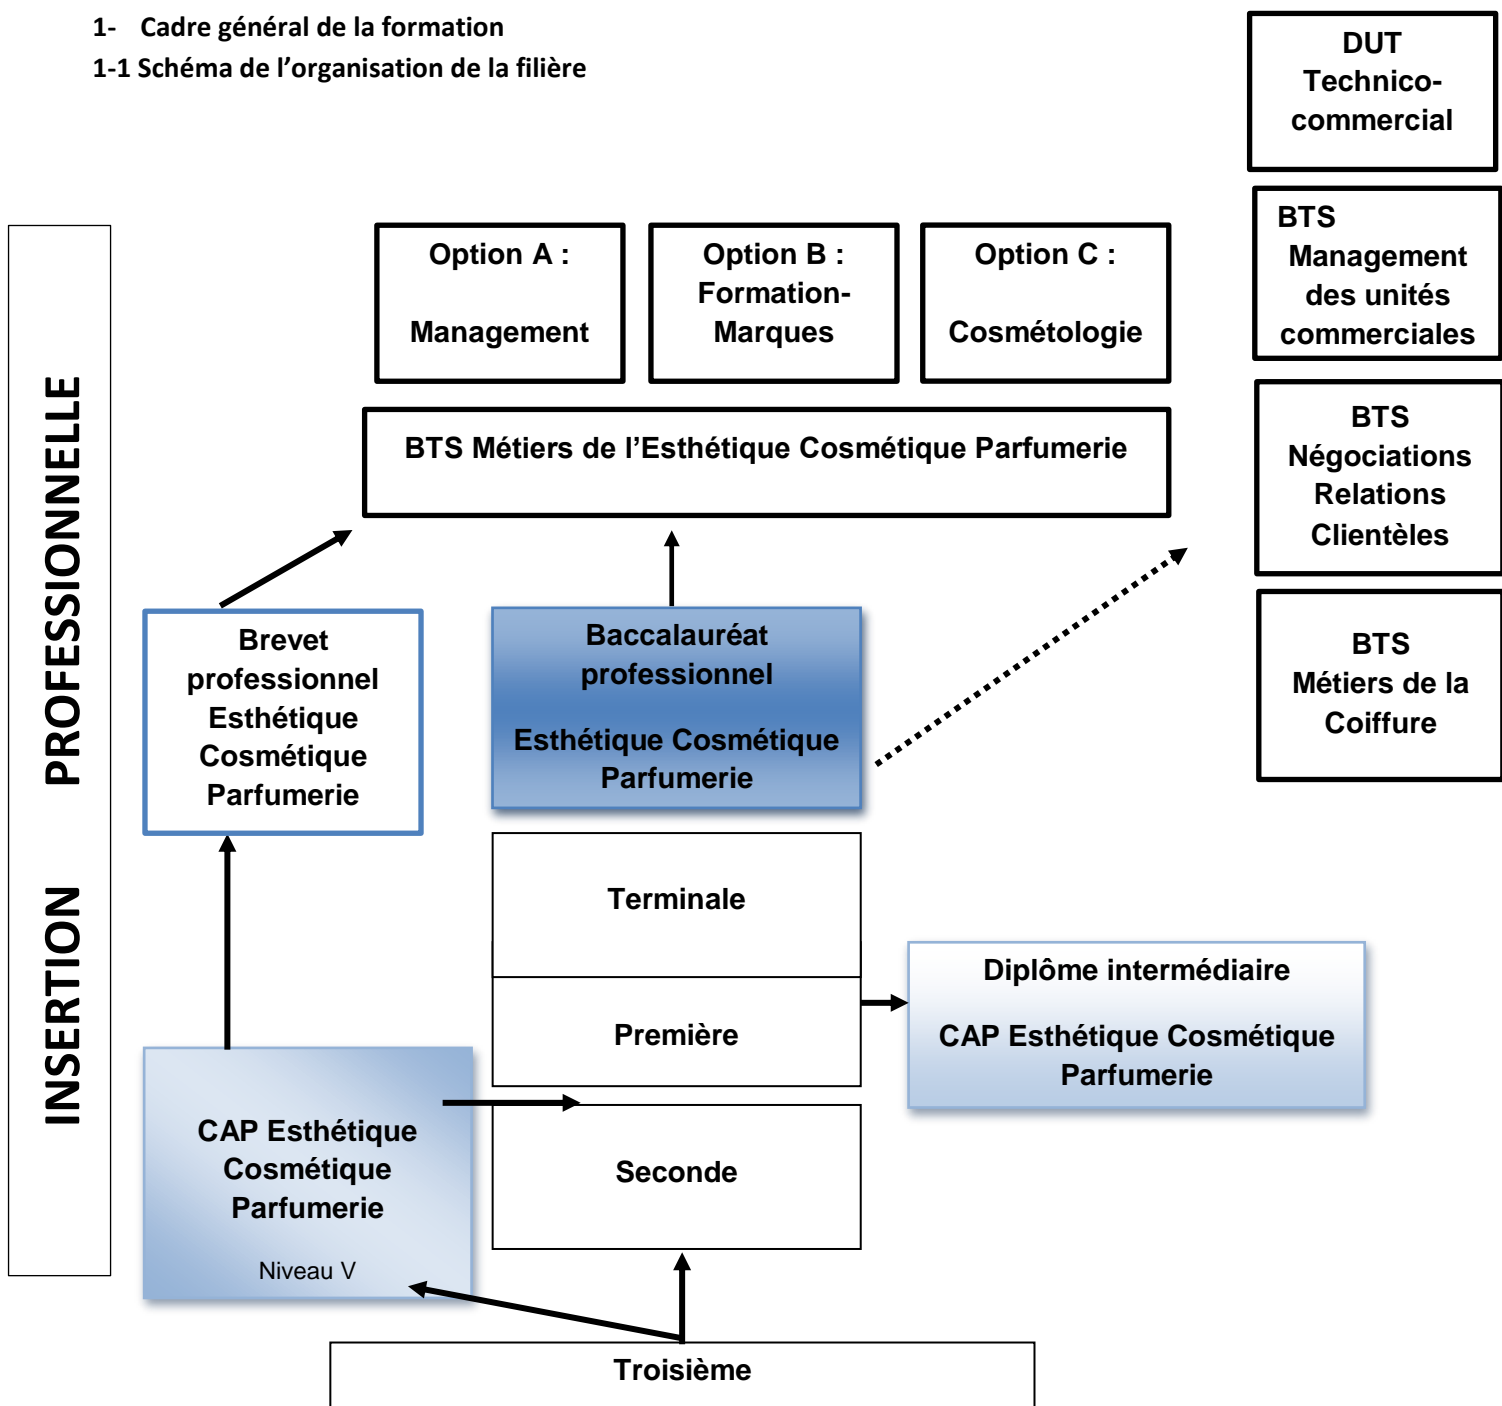 1- Cadre général de la formation
1-1 Schéma de l’organisation de la filière
DUT
Technico-
commercial
BTS
Management
des unités
commerciales
BTS
Négociations
Relations
Clientèles
BTS
Métiers de la
Coiffure
Option A :
Management
Option B :
Formation-
Marques
Option C :
Cosmétologie
BTS Métiers de l’Esthétique Cosmétique Parfumerie
INSERTION PROFESSIONNELLE
Brevet
professionnel
Esthétique
Cosmétique
Parfumerie
Baccalauréat
professionnel
Esthétique Cosmétique
Parfumerie
Terminale
Première
Seconde
Diplôme intermédiaire
CAP Esthétique Cosmétique
Parfumerie
CAP Esthétique
Cosmétique
Parfumerie
Niveau V
Troisième